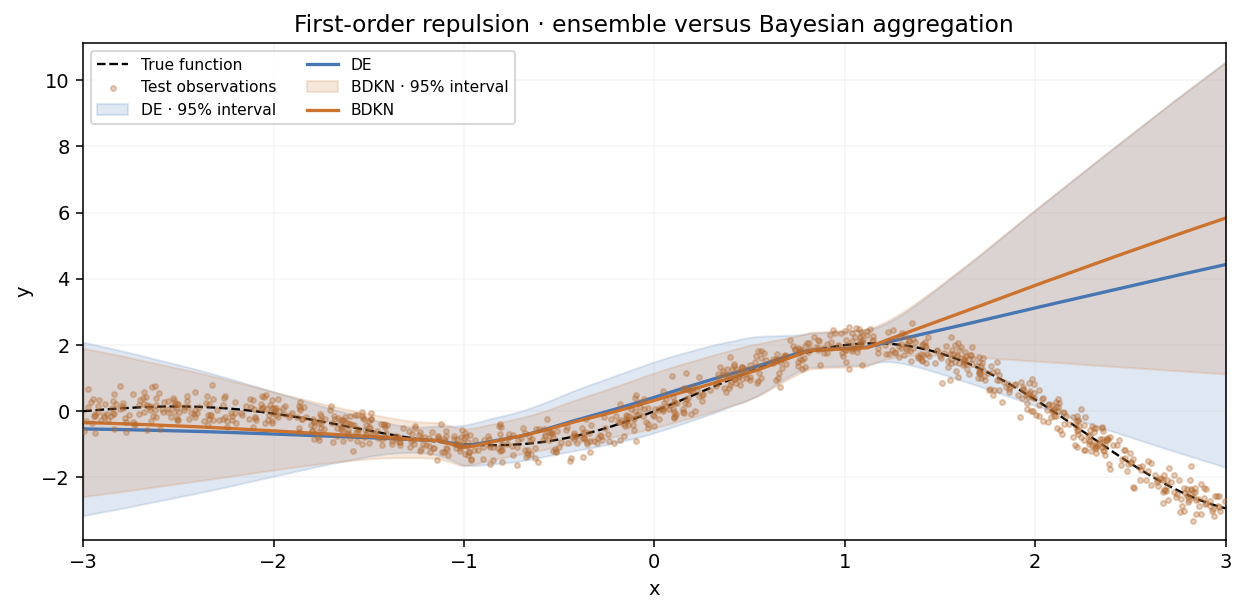 First-order repulsion · ensemble versus Bayesian aggregation
True function
Test observations
DE · 95% interval
DE
BDKN · 95% interval
BDKN
y
10
8
6
4
2
0
−2
−3
−2
−1
0
1
2
3
x